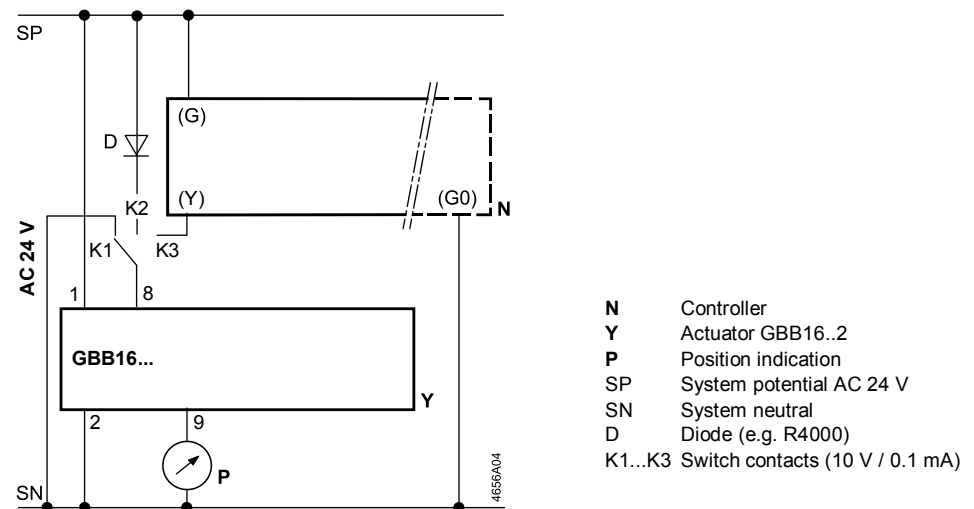 SP
(G)
D
K2
(Y)
(G0)
N
AC 24 V
K1
K3
1
8
GBB16...
Y
2
9
P
SN
4656A04
N Controller
Y Actuator GBB16..2
P Position indication
SP System potential AC 24 V
SN System neutral
D Diode (e.g. R4000)
K1...K3 Switch contacts (10 V / 0.1 mA)